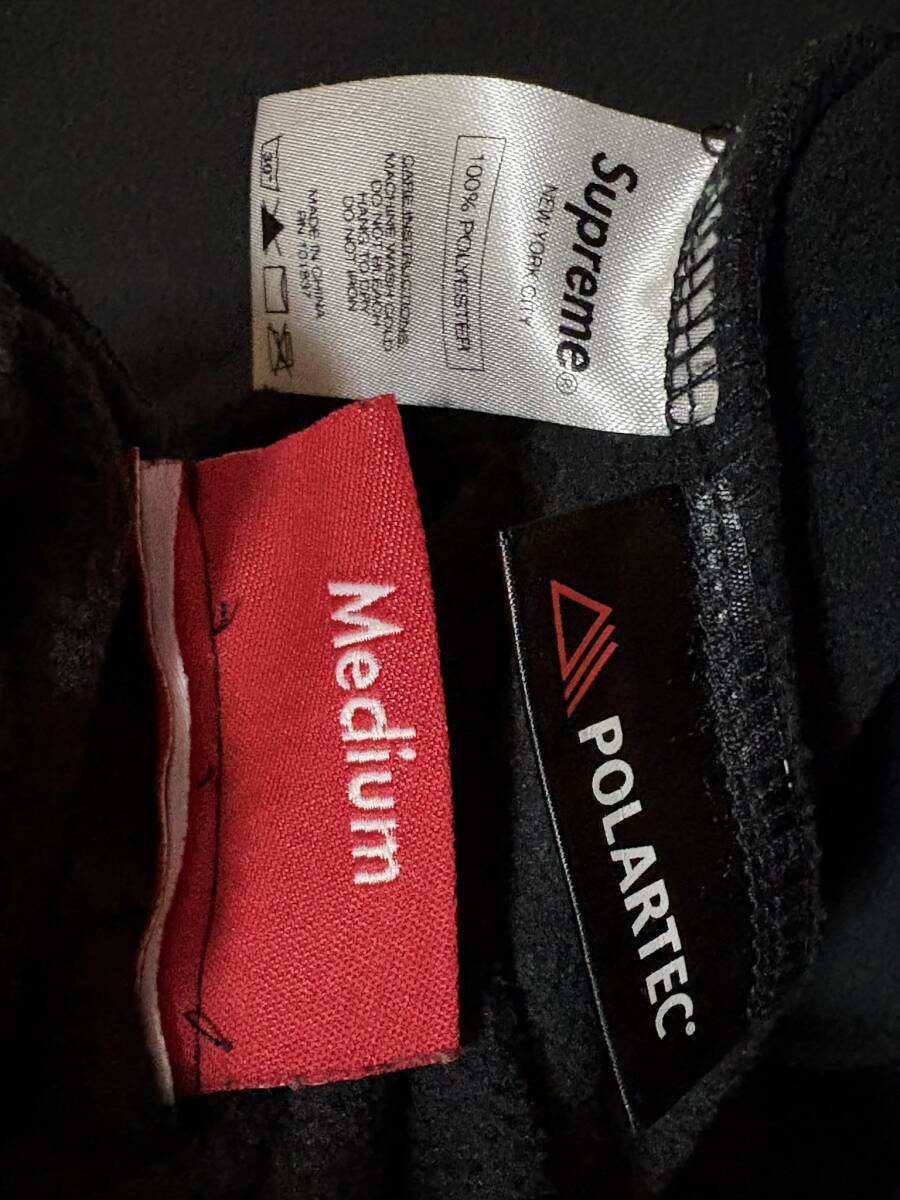 Supreme®
NEW YORK CITY
100% POLYESTER
CARE INSTRUCTIONS
MACHINE WASH COLD
DO NOT BLEACH
HANG TO DRY
DO NOT IRON
MADE IN CHINA
30°
Medium
POLARTEC